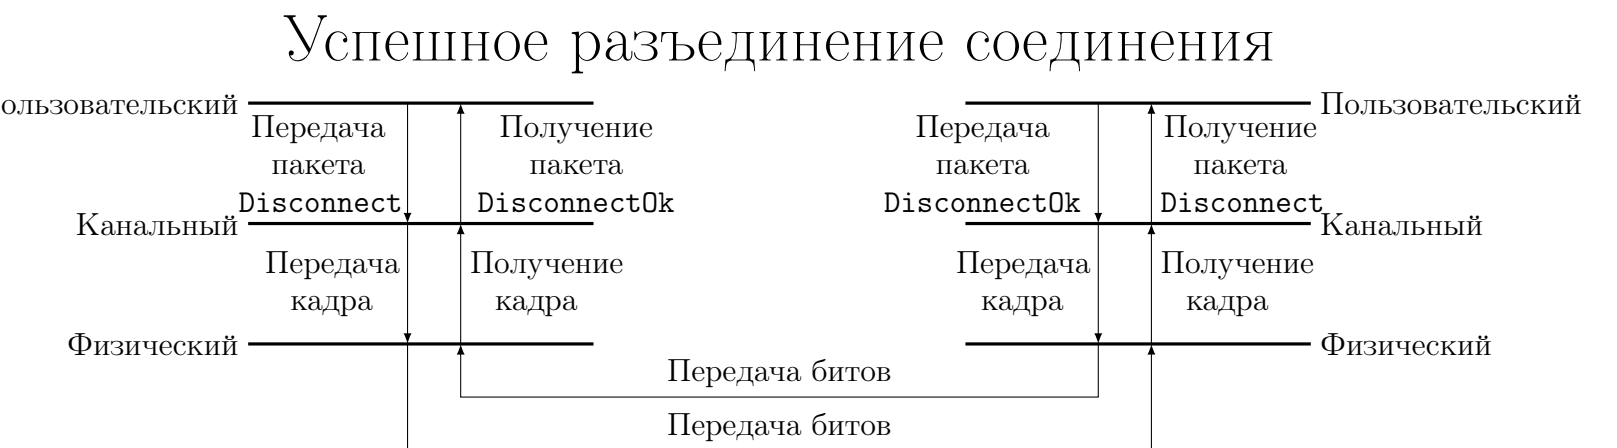 Успешное разъединение соединения
ользовательский
Пользовательский
Передача
пакета
Disconnect
Получение
пакета
DisconnectOk
Передача
пакета
DisconnectOk
Получение
пакета
Disconnect
Канальный
Канальный
Передача
кадра
Получение
кадра
Передача
кадра
Получение
кадра
Физический
Физический
Передача битов
Передача битов